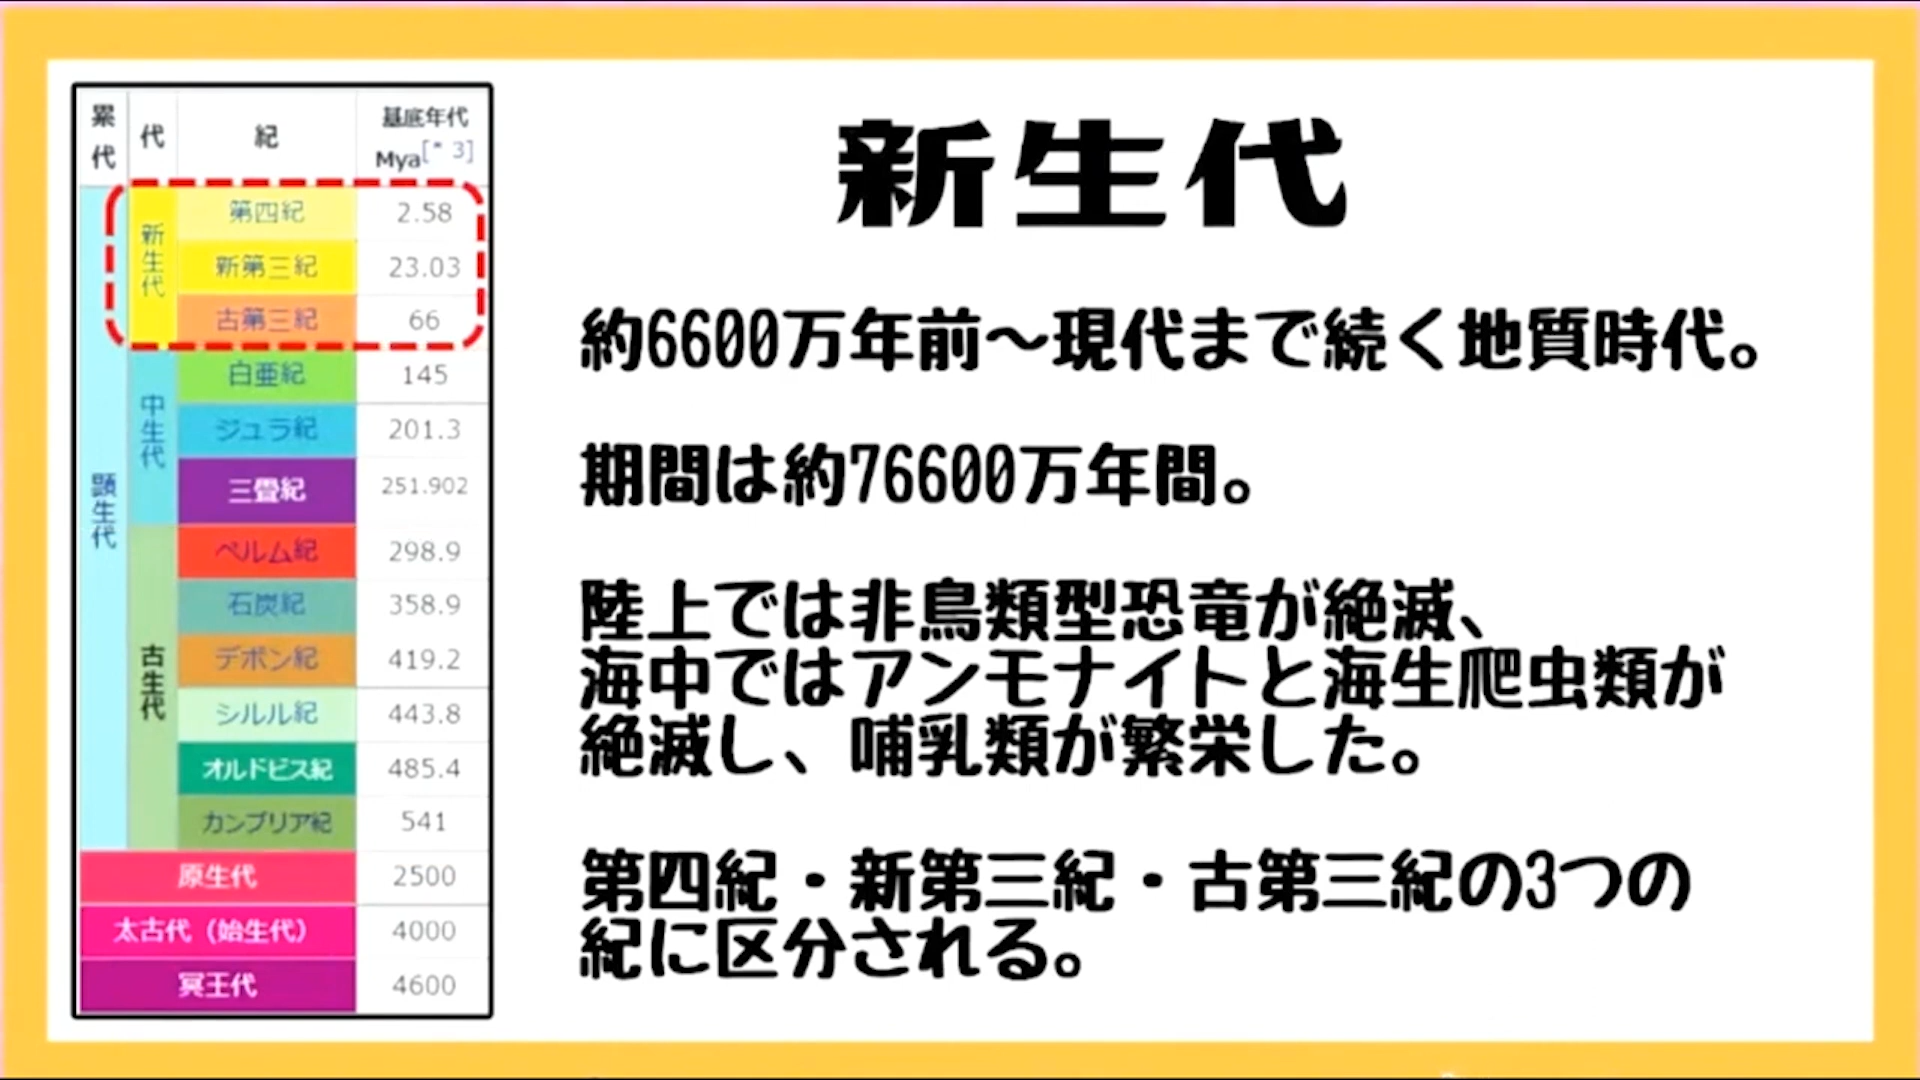 累代 代 紀 基底年代 Mya[* 3]
顕生代 新生代 第四紀 2.58
新第三紀 23.03
古第三紀 66
中生代 白亜紀 145
ジュラ紀 201.3
三畳紀 251.902
古生代 ペルム紀 298.9
石炭紀 358.9
デボン紀 419.2
シルル紀 443.8
オルドビス紀 485.4
カンブリア紀 541
原生代 2500
太古代（始生代） 4000
冥王代 4600
新生代
約6600万年前〜現代まで続く地質時代。
期間は約76600万年間。
陸上では非鳥類型恐竜が絶滅、
海中ではアンモナイトと海生爬虫類が
絶滅し、哺乳類が繁栄した。
第四紀・新第三紀・古第三紀の3つの
紀に区分される。